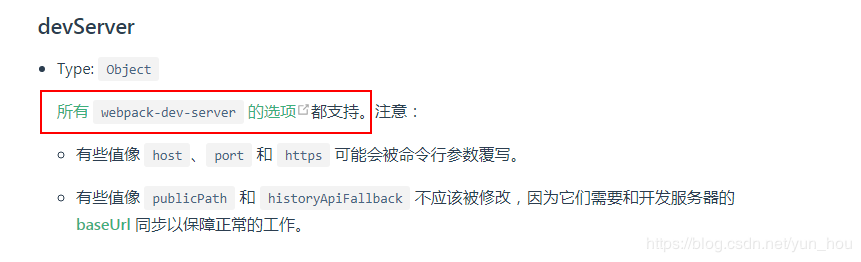 devServer
Type: Object
所有 webpack-dev-server 的选项都支持。注意：
有些值像 host、port 和 https 可能会被命令行参数覆写。
有些值像 publicPath 和 historyApiFallback 不应该被修改，因为它们需要和开发服务器的
baseUrl 同步以保障正常的工作。
https://blog.csdn.net/yun_hou